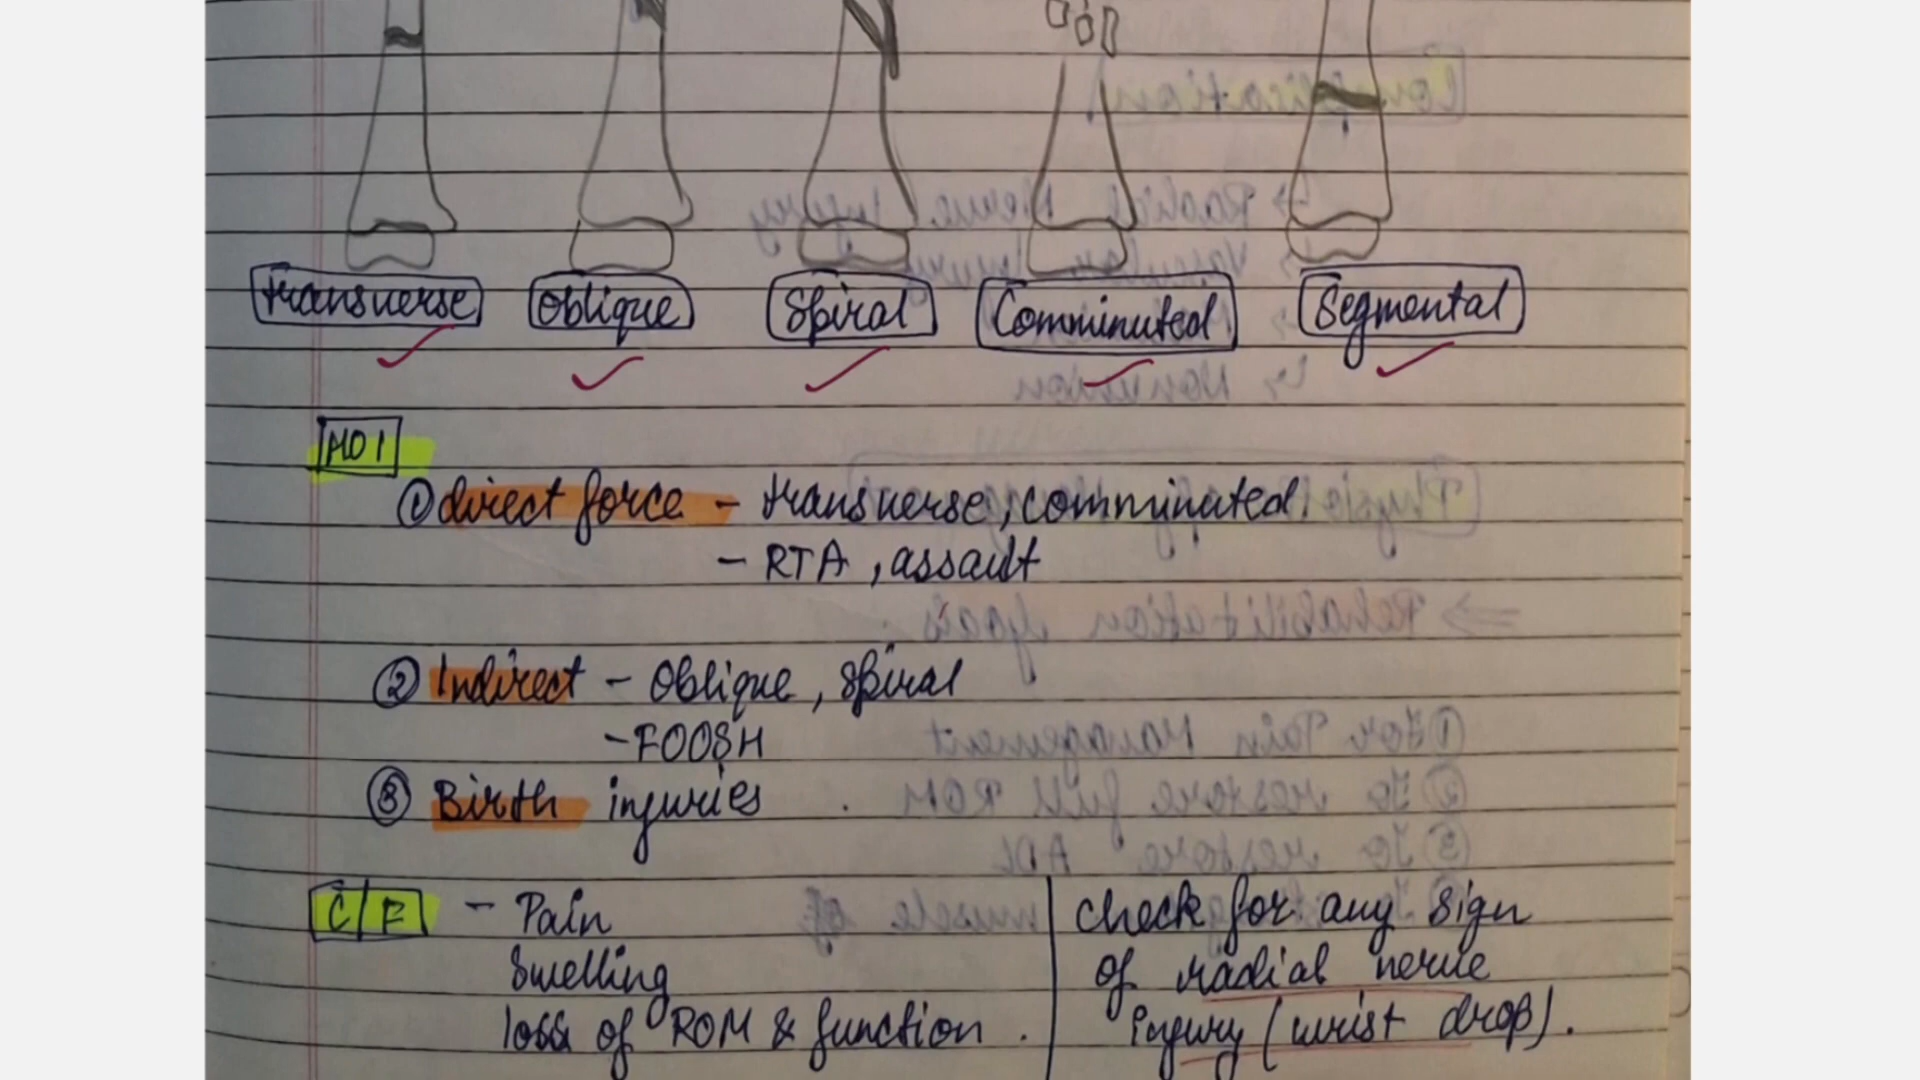 transverse oblique Spiral Comminuted Segmental
MOI
① direct force - transverse, comminuted.
- RTA, assault
② Indirect - Oblique, Spiral
- FOOSH
③ Birth injuries
C/F - Pain
Swelling
loss of ROM & function.
check for any sign
of radial nerve
injury (wrist drop).